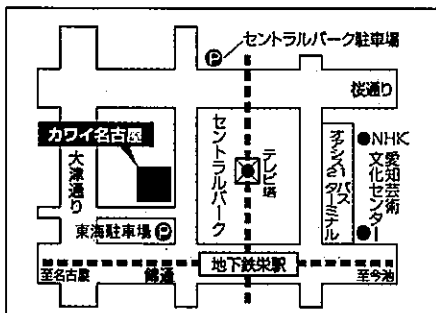 Ⓟセントラルパーク駐車場
桜通り
カワイ名古屋
大津通り
セントラルパーク
テレビ塔
オアシス21
バスターミナル
NHK
愛知芸術
文化センター
東海駐車場Ⓟ
至名古屋
錦通
地下鉄栄駅
至今池